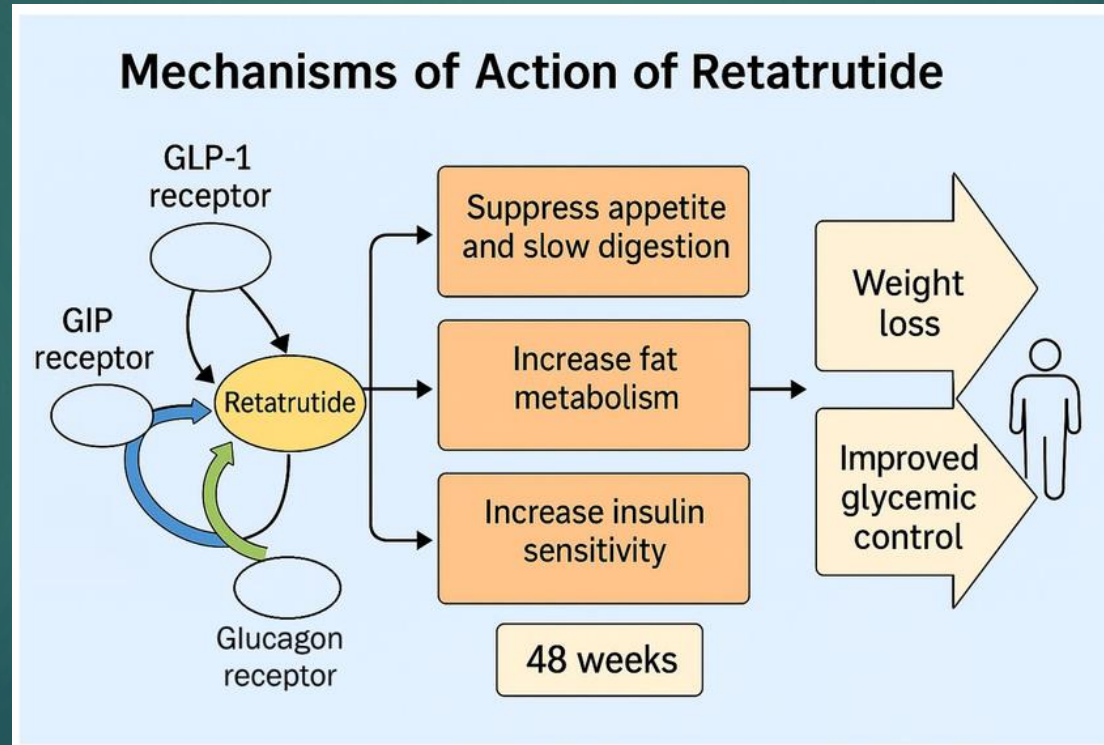 Mechanisms of Action of Retatrutide
GLP-1
receptor
GIP
receptor
Retatrutide
Glucagon
receptor
Suppress appetite
and slow digestion
Increase fat
metabolism
Increase insulin
sensitivity
48 weeks
Weight
loss
Improved
glycemic
control